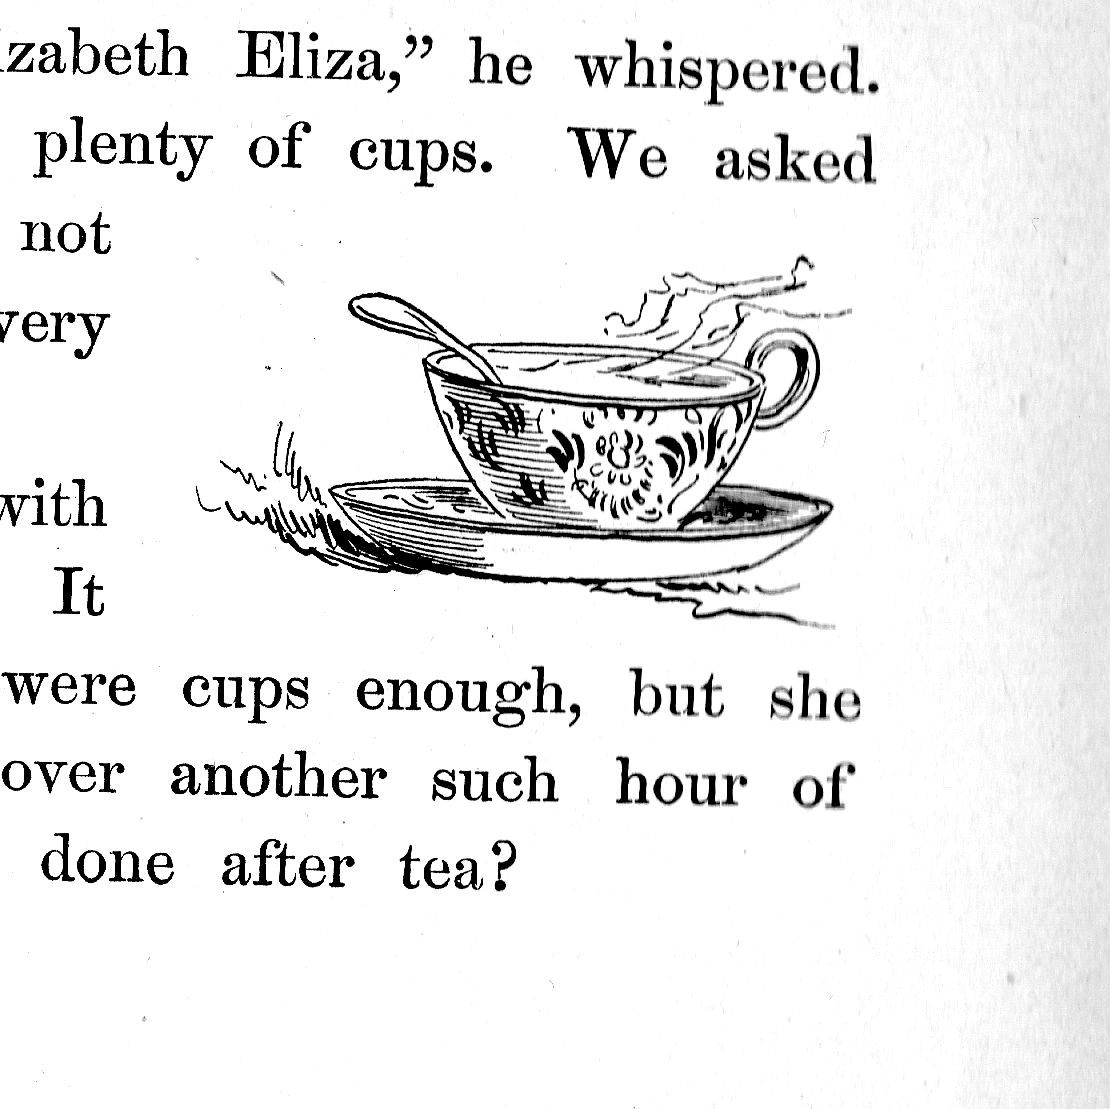 izabeth Eliza,” he whispered.
plenty of cups. We asked
not
very
with
It
were cups enough, but she
over another such hour of
done after tea?